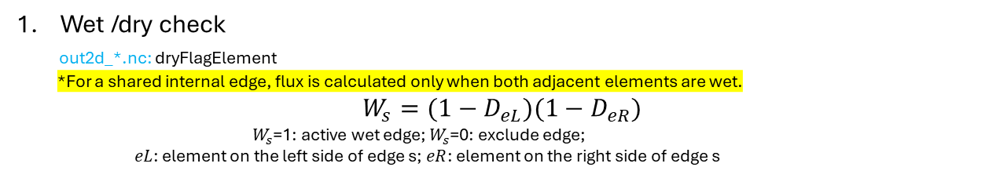 1. Wet /dry check
out2d_*.nc: dryFlagElement
*For a shared internal edge, flux is calculated only when both adjacent elements are wet.
W_s = (1 − D_{eL})(1 − D_{eR})
W_s=1: active wet edge; W_s=0: exclude edge;
eL: element on the left side of edge s; eR: element on the right side of edge s